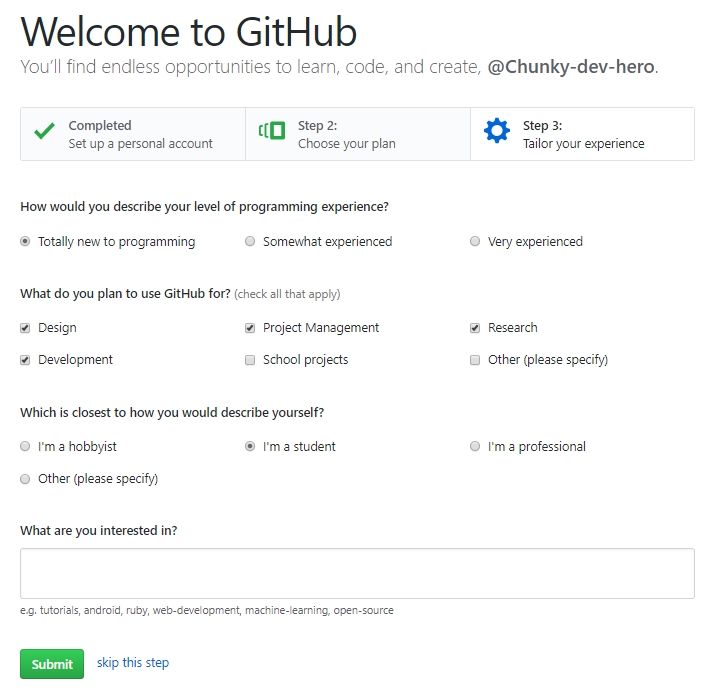 Welcome to GitHub
You'll find endless opportunities to learn, code, and create, @Chunky-dev-hero.
Completed
Set up a personal account
Step 2:
Choose your plan
Step 3:
Tailor your experience
How would you describe your level of programming experience?
Totally new to programming Somewhat experienced Very experienced
What do you plan to use GitHub for? (check all that apply)
Design Project Management Research
Development School projects Other (please specify)
Which is closest to how you would describe yourself?
I'm a hobbyist I'm a student I'm a professional
Other (please specify)
What are you interested in?
e.g. tutorials, android, ruby, web-development, machine-learning, open-source
Submit skip this step